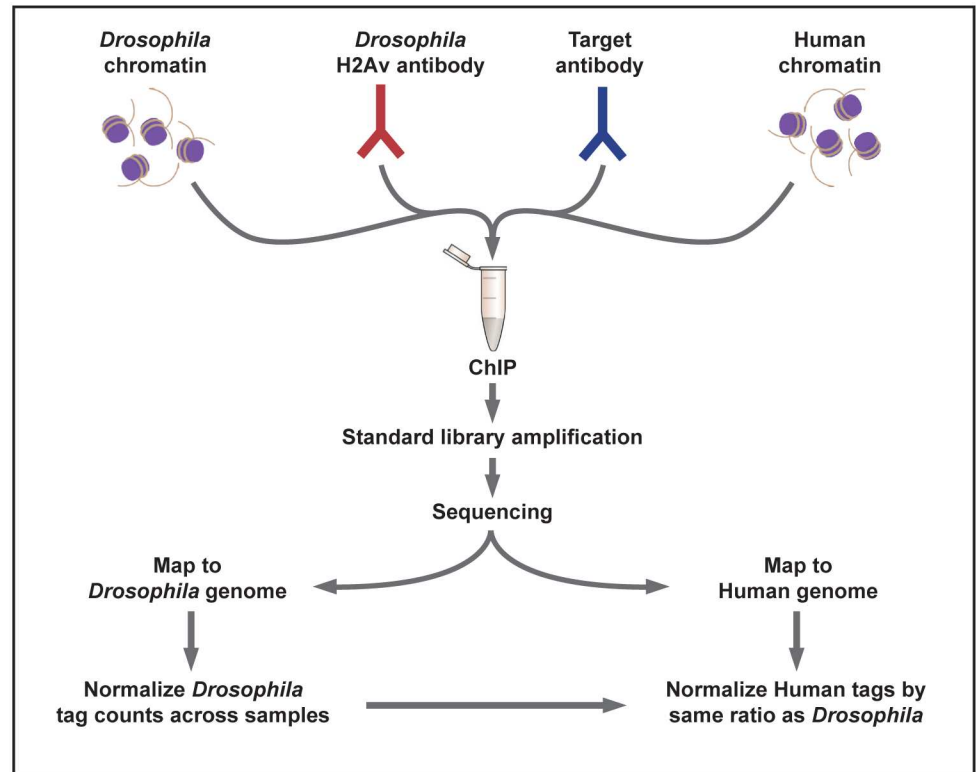 Drosophila
chromatin
Drosophila
H2Av antibody
Target
antibody
Human
chromatin
ChIP
Standard library amplification
Sequencing
Map to
Drosophila genome
Map to
Human genome
Normalize Drosophila
tag counts across samples
Normalize Human tags by
same ratio as Drosophila